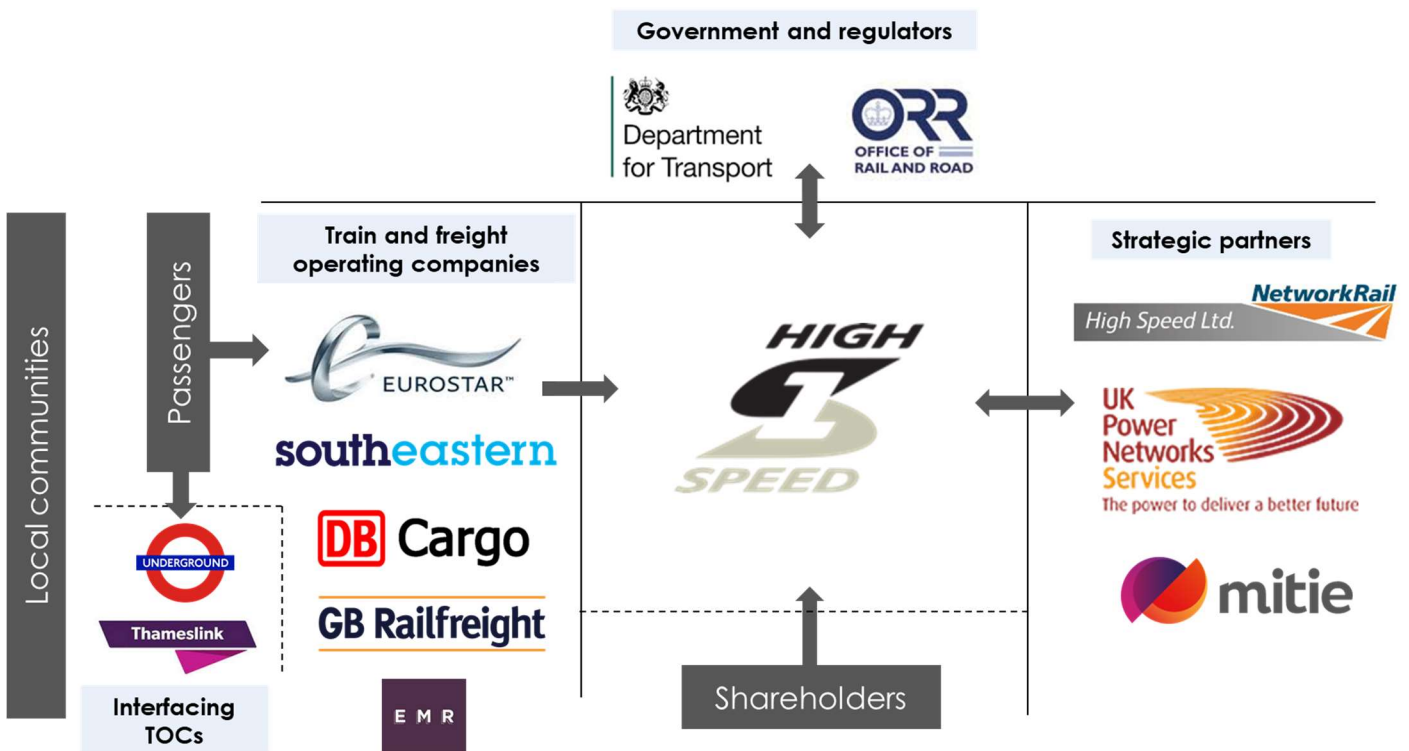 Government and regulators
Department
for Transport
ORR
OFFICE OF
RAIL AND ROAD
Local communities
Passengers
Train and freight
operating companies
EUROSTAR™
southeastern
DB Cargo
GB Railfreight
EMR
UNDERGROUND
Thameslink
Interfacing
TOCs
HIGH
1
SPEED
Shareholders
Strategic partners
NetworkRail
High Speed Ltd.
UK
Power
Networks
Services
The power to deliver a better future
mitie